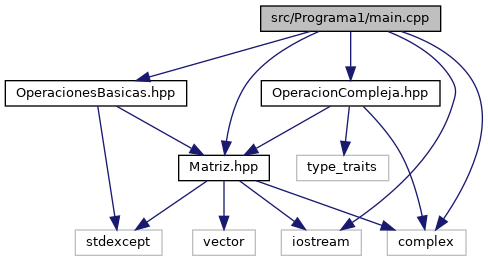 src/Programa1/main.cpp
OperacionesBasicas.hpp
OperacionCompleja.hpp
Matriz.hpp
type_traits
stdexcept
vector
iostream
complex